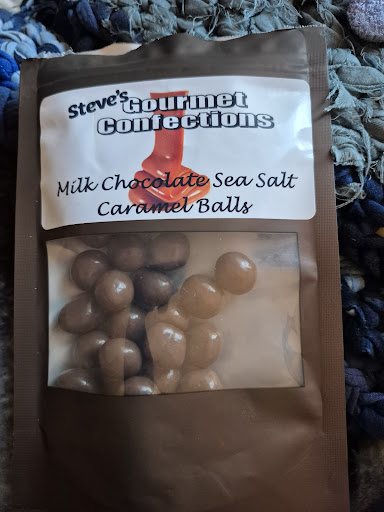 Steve's Gourmet
Confections
Milk Chocolate Sea Salt
Caramel Balls